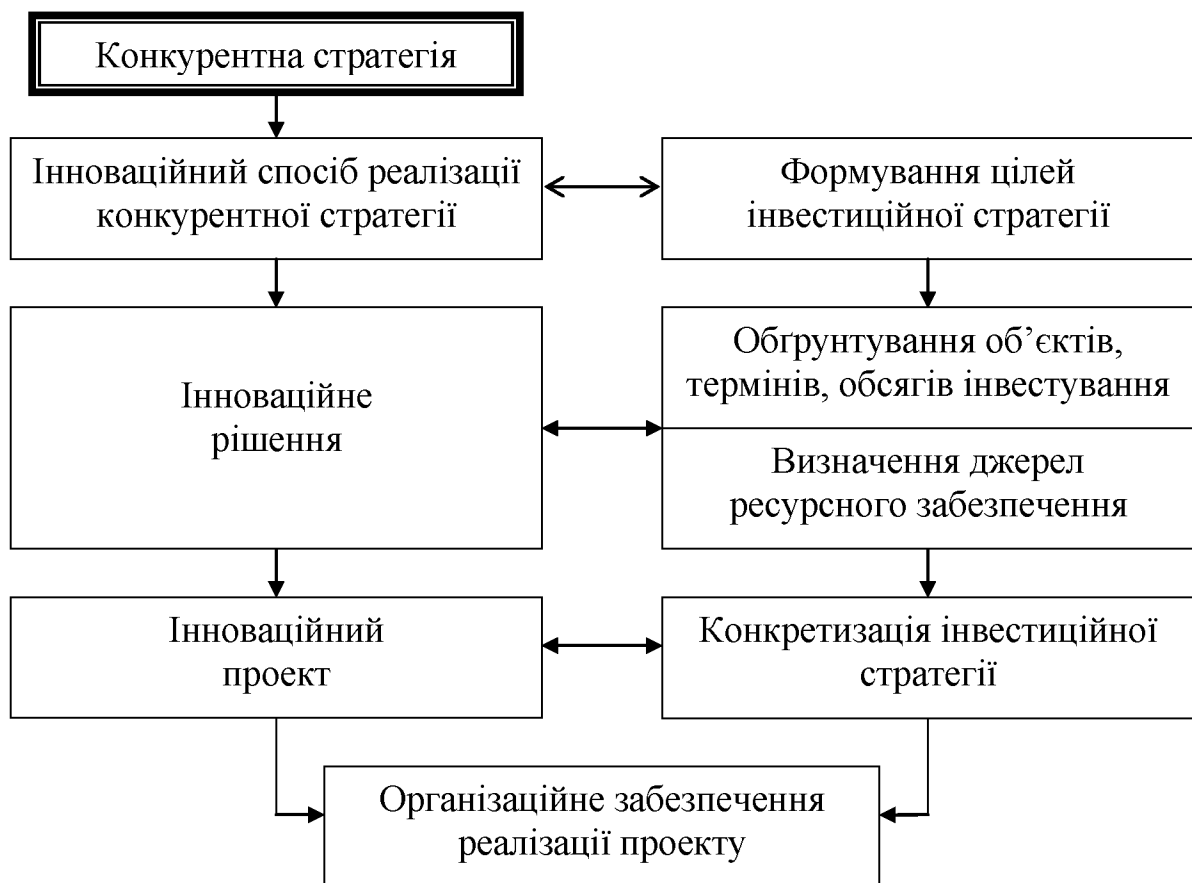 Конкурентна стратегія
Інноваційний спосіб реалізації
конкурентної стратегії
Формування цілей
інвестиційної стратегії
Інноваційне
рішення
Обґрунтування об’єктів,
термінів, обсягів інвестування
Визначення джерел
ресурсного забезпечення
Інноваційний
проект
Конкретизація інвестиційної
стратегії
Організаційне забезпечення
реалізації проекту